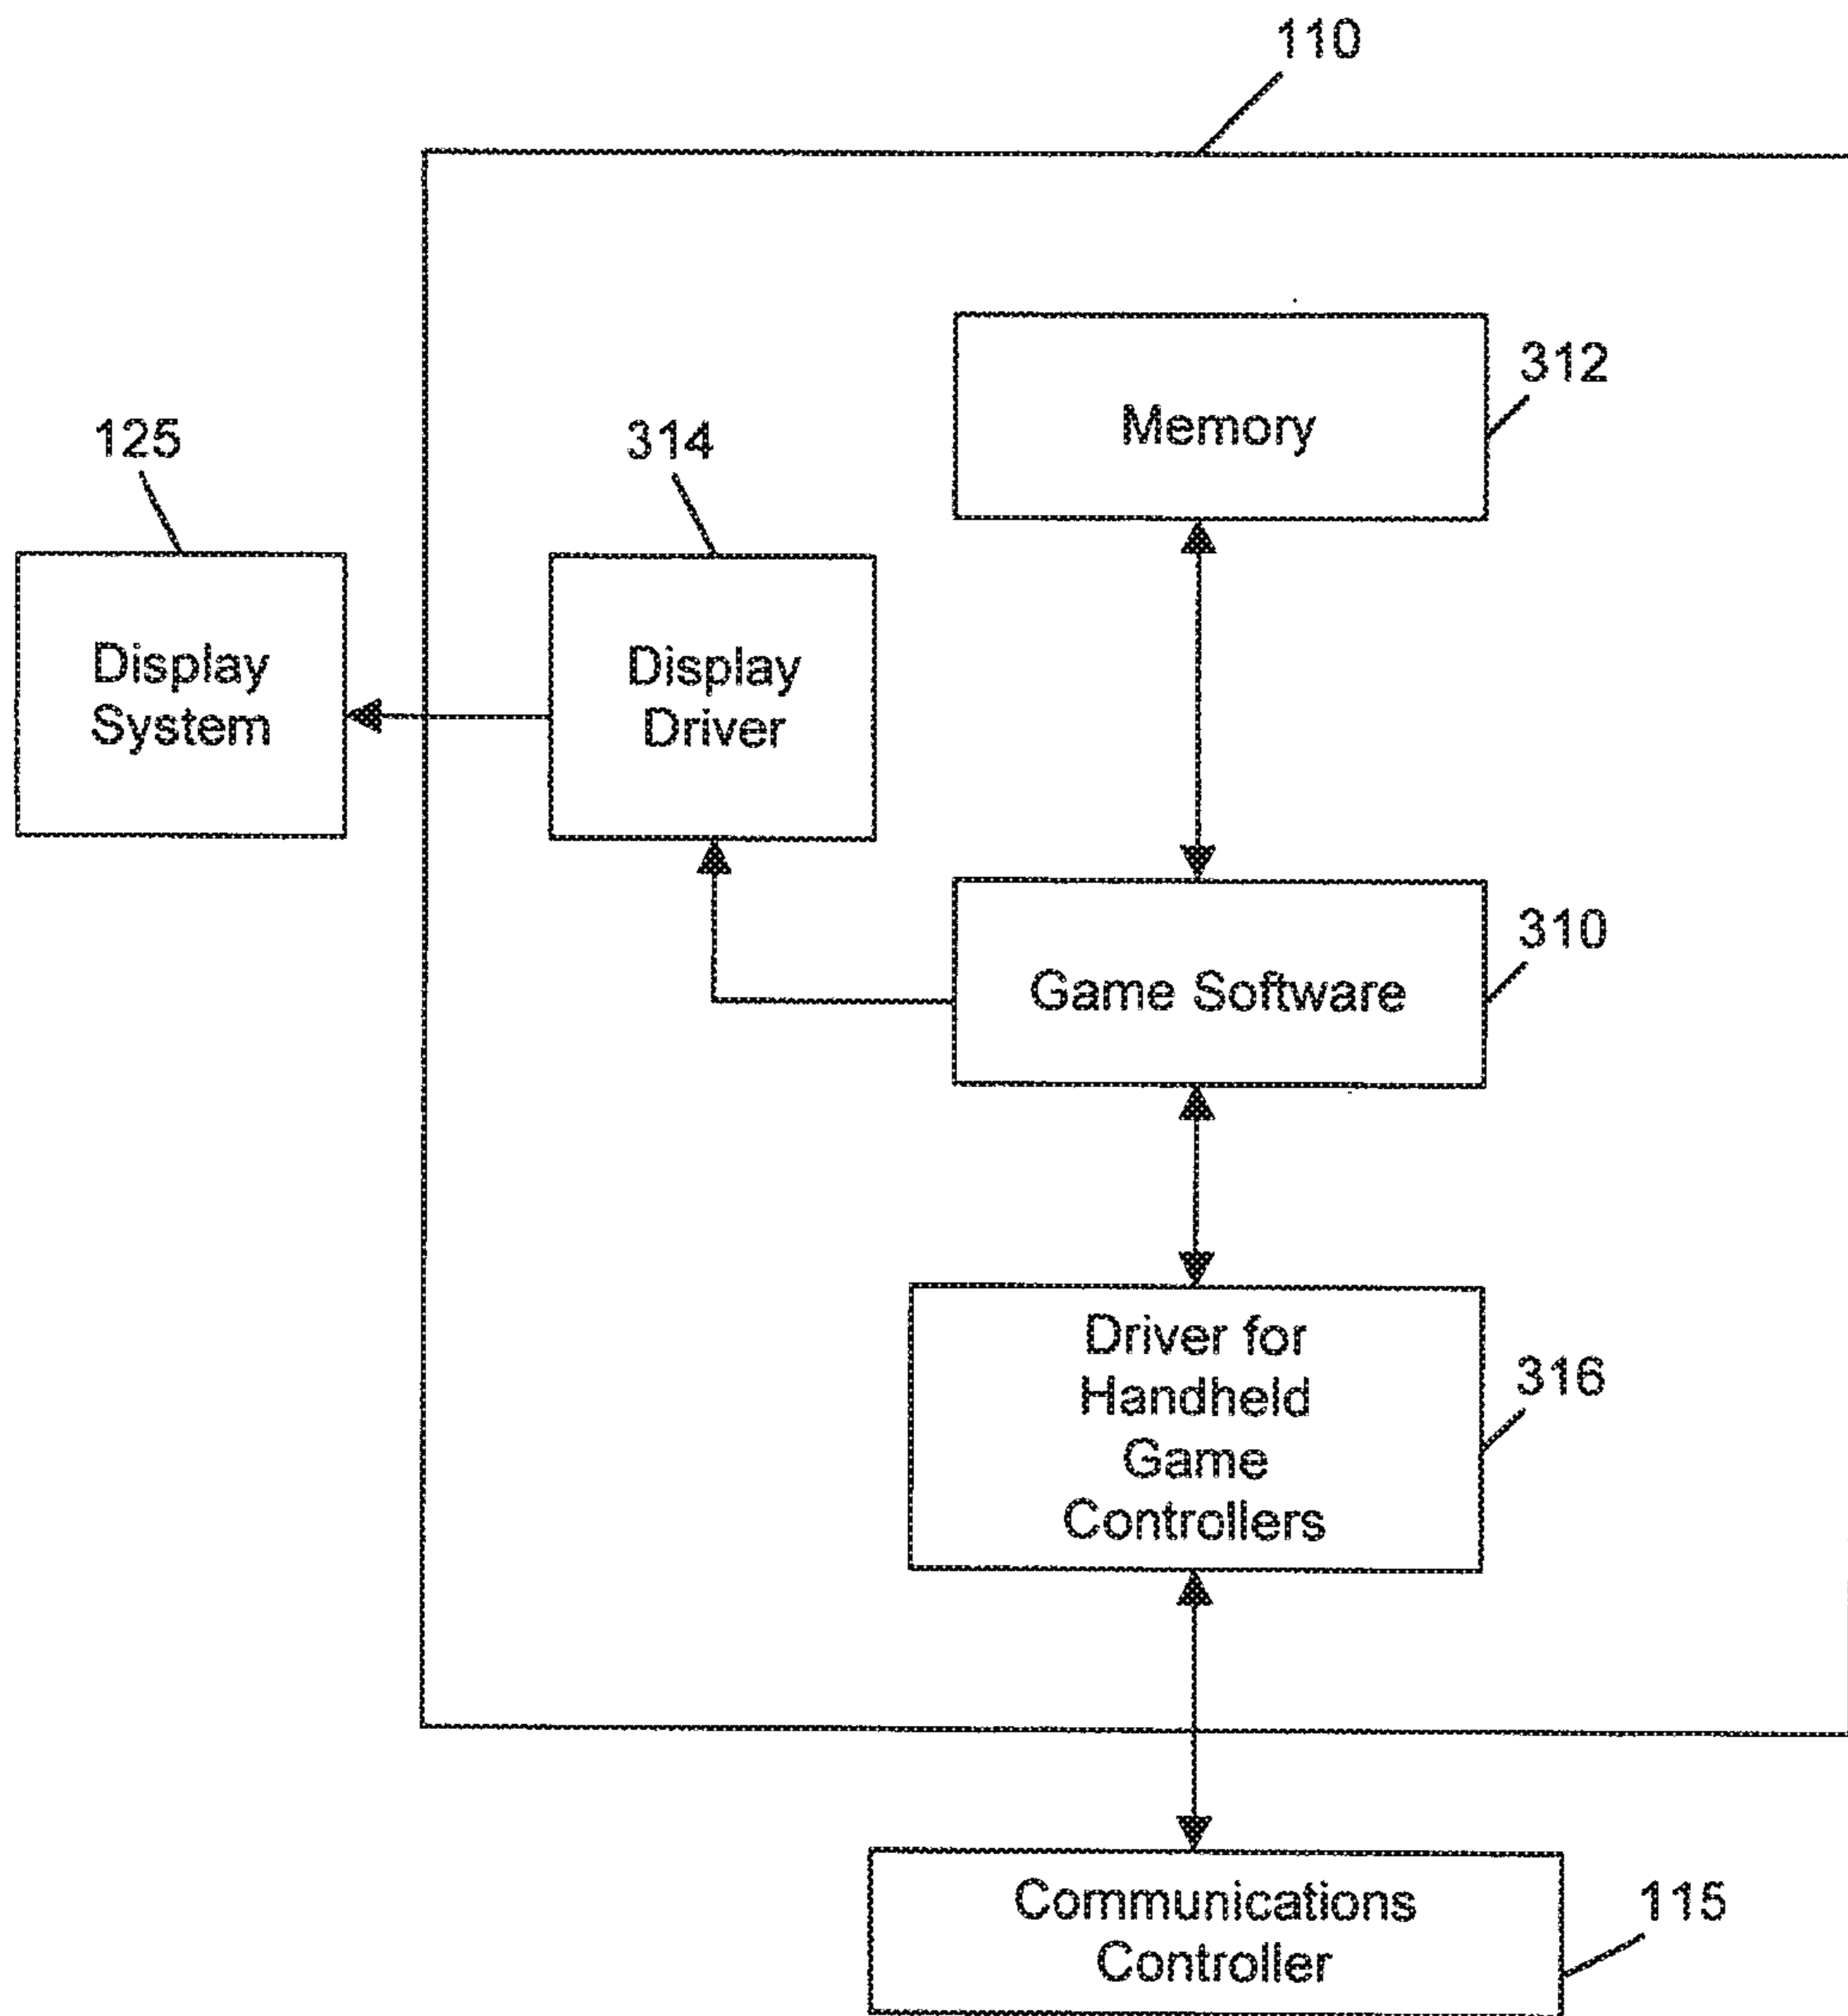 110
Memory
312
125
314
Display
System
Display
Driver
Game Software
310
Driver for
Handheld
Game
Controllers
316
Communications
Controller
115